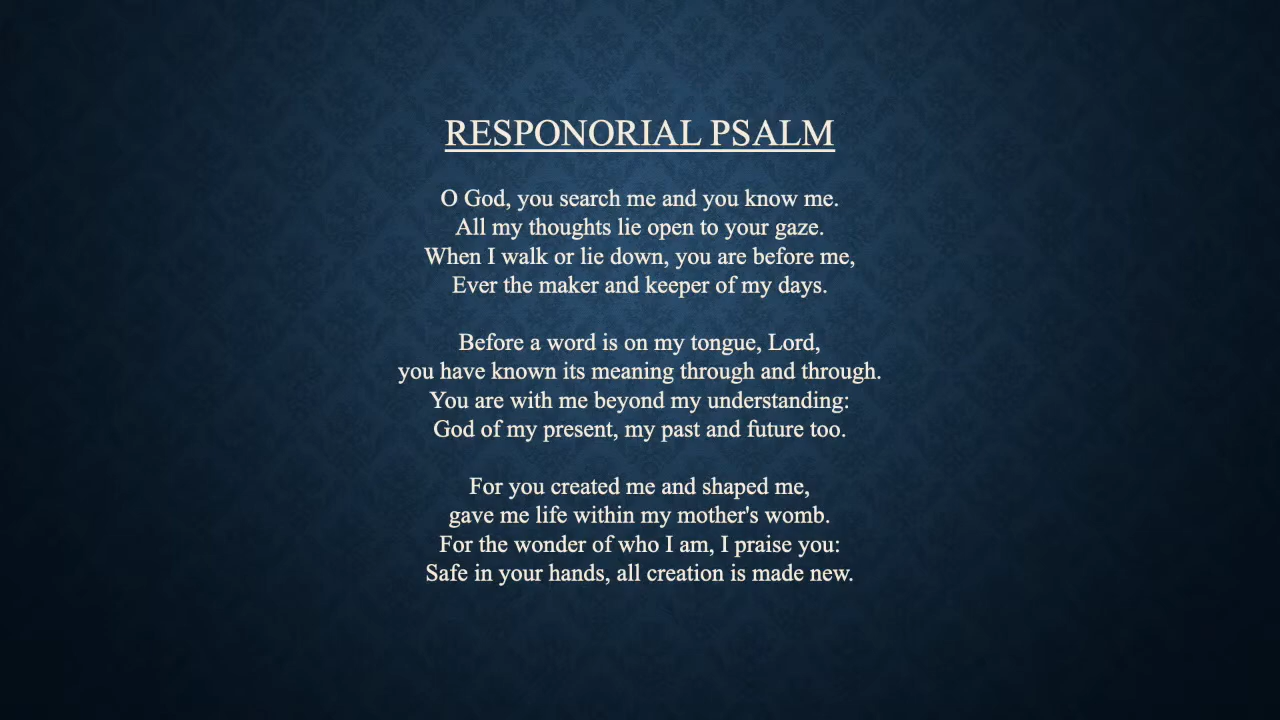 RESPONORIAL PSALM
O God, you search me and you know me.
All my thoughts lie open to your gaze.
When I walk or lie down, you are before me,
Ever the maker and keeper of my days.
Before a word is on my tongue, Lord,
you have known its meaning through and through.
You are with me beyond my understanding:
God of my present, my past and future too.
For you created me and shaped me,
gave me life within my mother's womb.
For the wonder of who I am, I praise you:
Safe in your hands, all creation is made new.